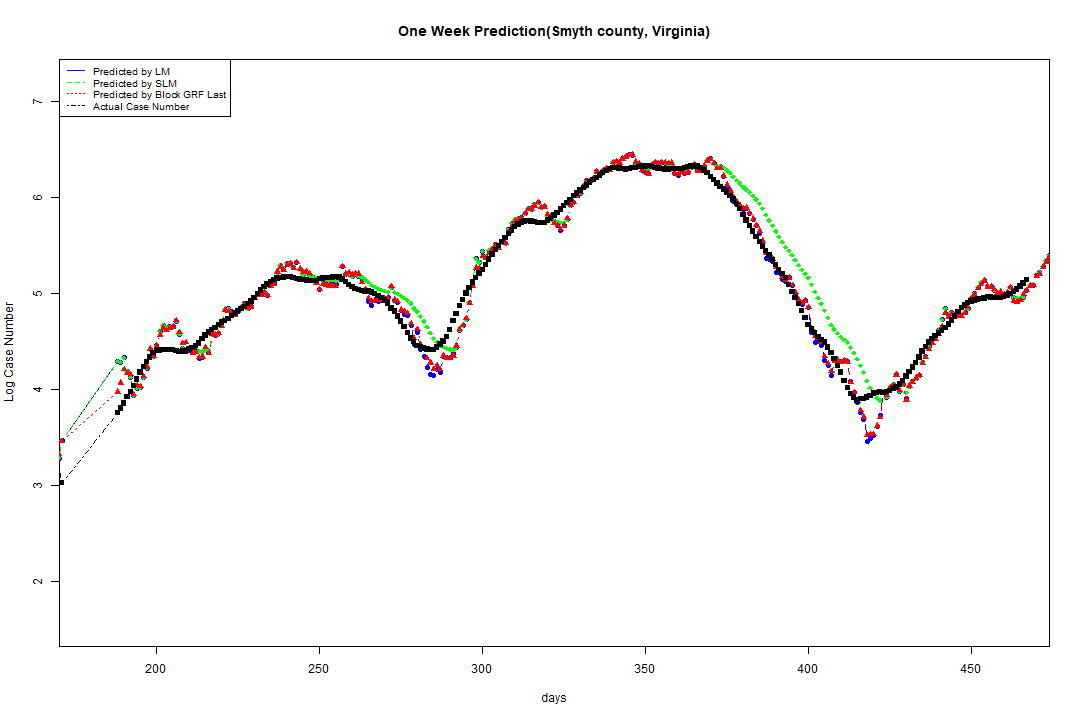 One Week Prediction(Smyth county, Virginia)
Predicted by LM
Predicted by SLM
Predicted by Block GRF Last
Actual Case Number
Log Case Number
7
6
5
4
3
2
200 250 300 350 400 450
days